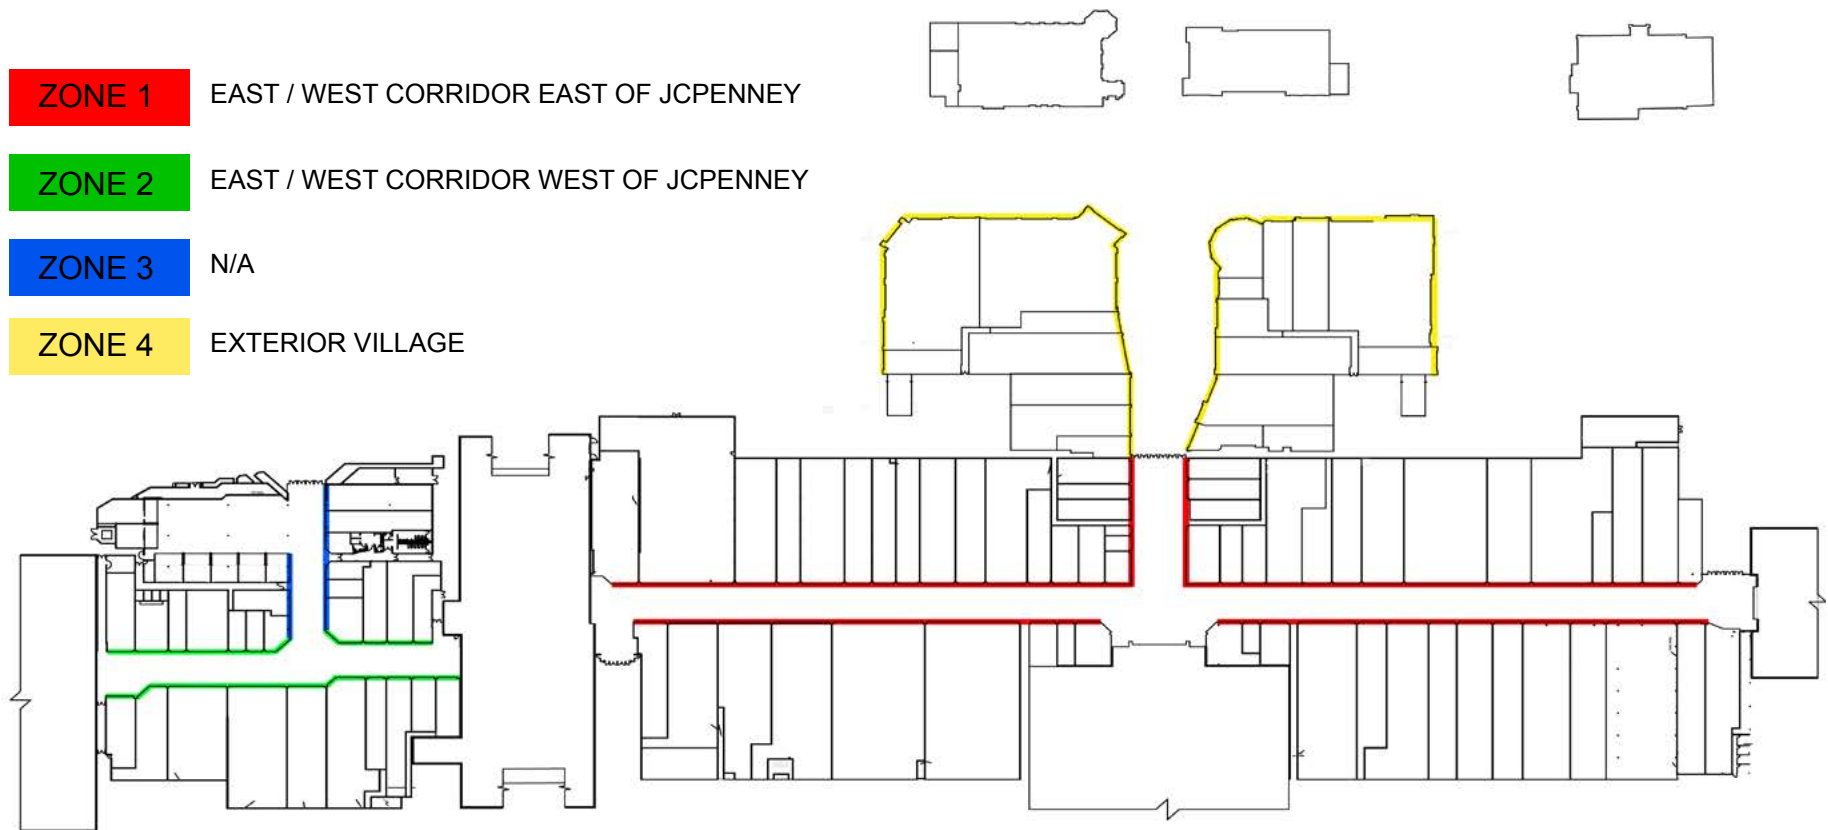 ZONE 1 EAST / WEST CORRIDOR EAST OF JCPENNEY
ZONE 2 EAST / WEST CORRIDOR WEST OF JCPENNEY
ZONE 3 N/A
ZONE 4 EXTERIOR VILLAGE